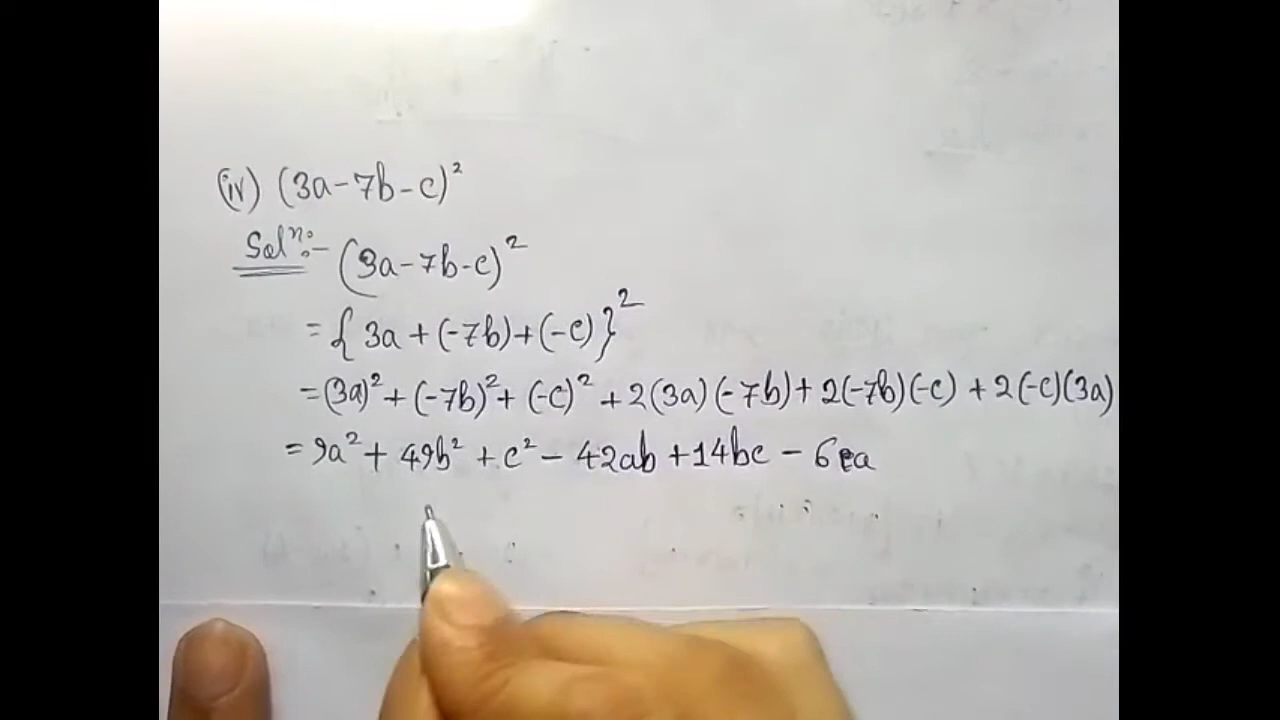 (iv) (3a-7b-c)²
Solⁿ:- (3a-7b-c)²
= { 3a + (-7b)+(-c)}²
= (3a)² + (-7b)² + (-c)² + 2(3a)(-7b)+ 2(-7b)(-c) + 2(-c)(3a)
= 9a² + 49b² + c² - 42ab +14bc - 6ca